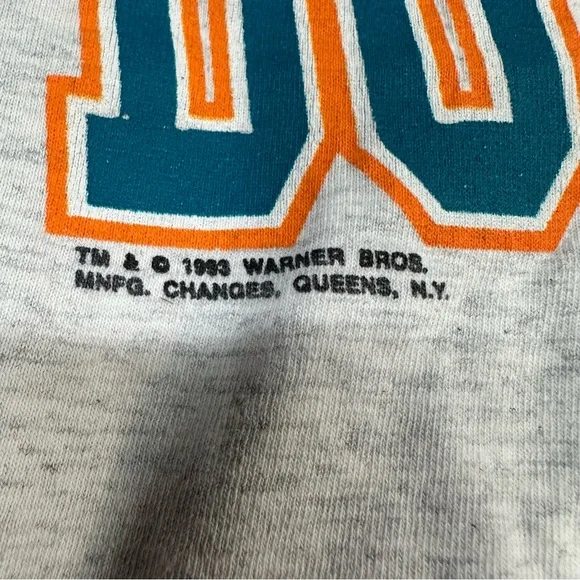 TM & © 1993 WARNER BROS.
MNFG. CHANGES, QUEENS, N.Y.